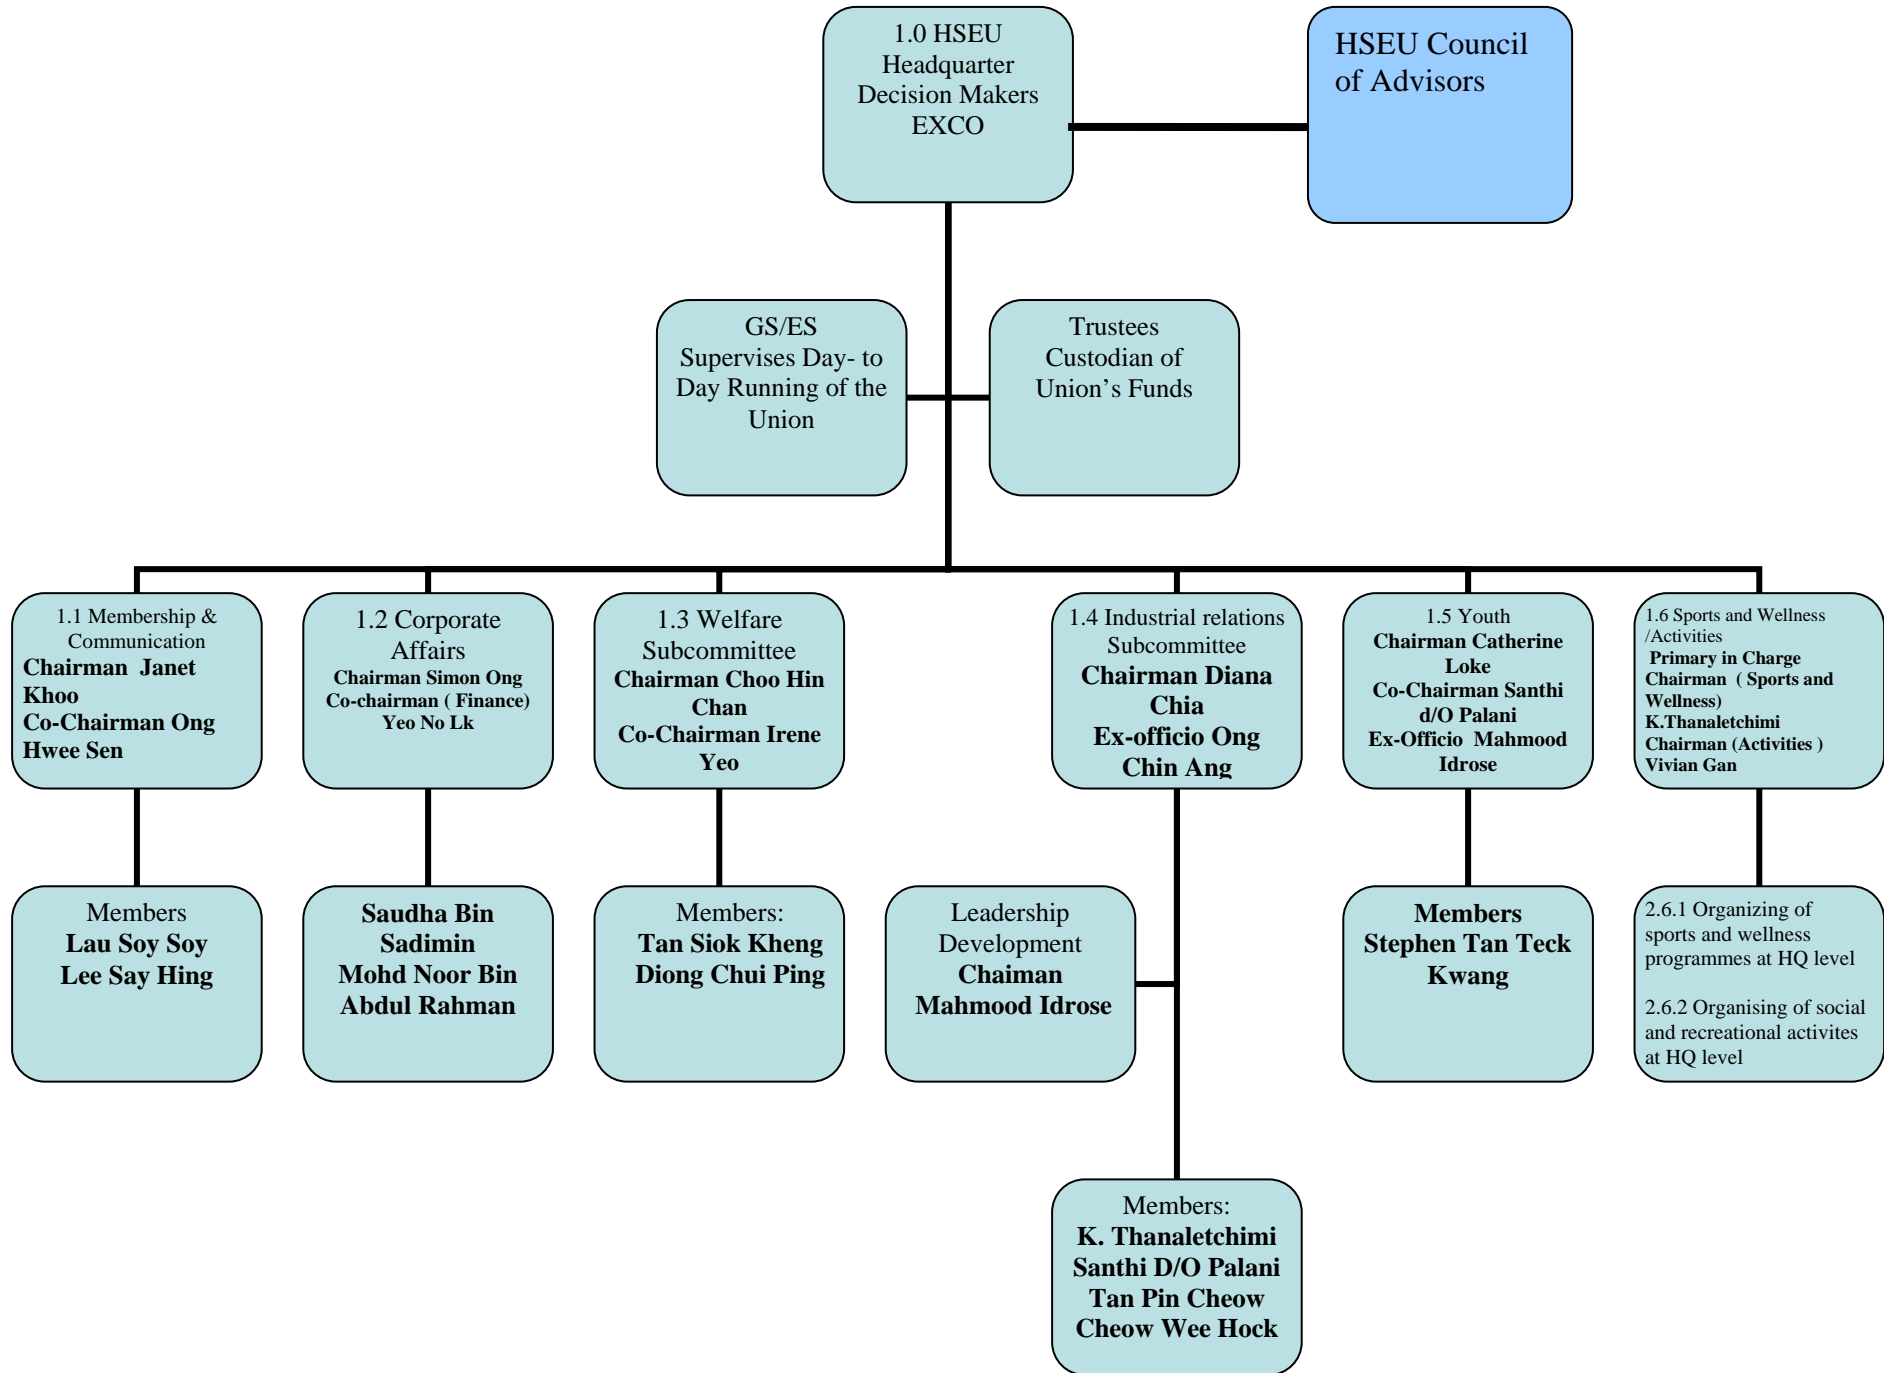 1.0 HSEU
Headquarter
Decision Makers
EXCO
HSEU Council
of Advisors
GS/ES
Supervises Day- to
Day Running of the
Union
Trustees
Custodian of
Union’s Funds
1.1 Membership &
Communication
Chairman  Janet
Khoo
Co-Chairman Ong
Hwee Sen
1.2 Corporate
Affairs
Chairman Simon Ong
Co-chairman ( Finance)
Yeo No Lk
1.3 Welfare
Subcommittee
Chairman Choo Hin
Chan
Co-Chairman Irene
Yeo
1.4 Industrial relations
Subcommittee
Chairman Diana
Chia
Ex-officio Ong
Chin Ang
1.5 Youth
Chairman Catherine
Loke
Co-Chairman Santhi
d/O Palani
Ex-Officio  Mahmood
Idrose
1.6 Sports and Wellness
/Activities
Primary in Charge
Chairman  ( Sports and
Wellness)
K.Thanaletchimi
Chairman (Activities )
Vivian Gan
Members
Lau Soy Soy
Lee Say Hing
Saudha Bin
Sadimin
Mohd Noor Bin
Abdul Rahman
Members:
Tan Siok Kheng
Diong Chui Ping
Leadership
Development
Chaiman
Mahmood Idrose
Members
Stephen Tan Teck
Kwang
2.6.1 Organizing of
sports and wellness
programmes at HQ level
2.6.2 Organising of social
and recreational activites
at HQ level
Members:
K. Thanaletchimi
Santhi D/O Palani
Tan Pin Cheow
Cheow Wee Hock